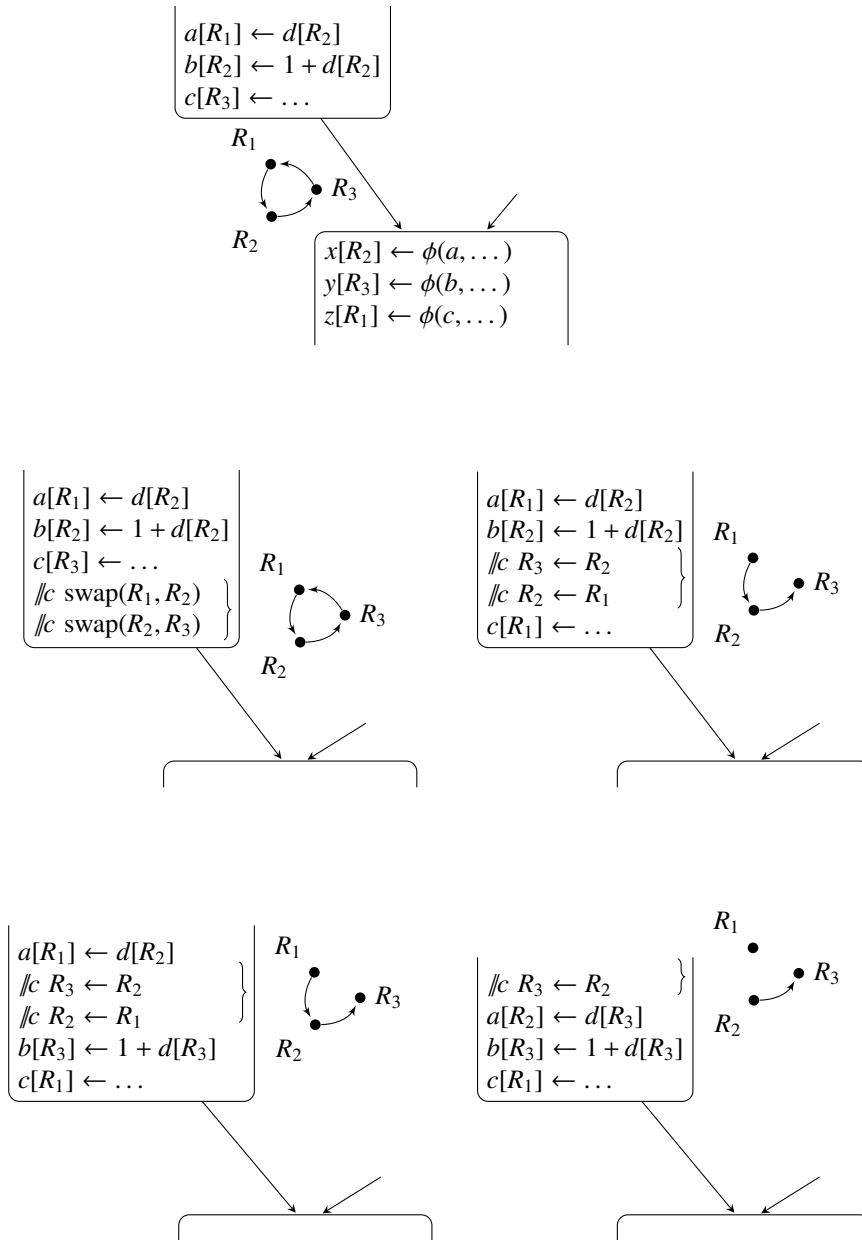 a[R₁] ← d[R₂]
b[R₂] ← 1 + d[R₂]
c[R₃] ← . . .
R₁
R₃
R₂
x[R₂] ← ϕ(a, . . . )
y[R₃] ← ϕ(b, . . . )
z[R₁] ← ϕ(c, . . . )
a[R₁] ← d[R₂]
b[R₂] ← 1 + d[R₂]
c[R₃] ← . . .
//c swap(R₁, R₂)
//c swap(R₂, R₃)
R₁
R₃
R₂
a[R₁] ← d[R₂]
b[R₂] ← 1 + d[R₂]
//c R₃ ← R₂
//c R₂ ← R₁
c[R₁] ← . . .
R₁
R₃
R₂
a[R₁] ← d[R₂]
//c R₃ ← R₂
//c R₂ ← R₁
b[R₃] ← 1 + d[R₃]
c[R₁] ← . . .
R₁
R₃
R₂
//c R₃ ← R₂
a[R₂] ← d[R₃]
b[R₃] ← 1 + d[R₃]
c[R₁] ← . . .
R₁
R₃
R₂